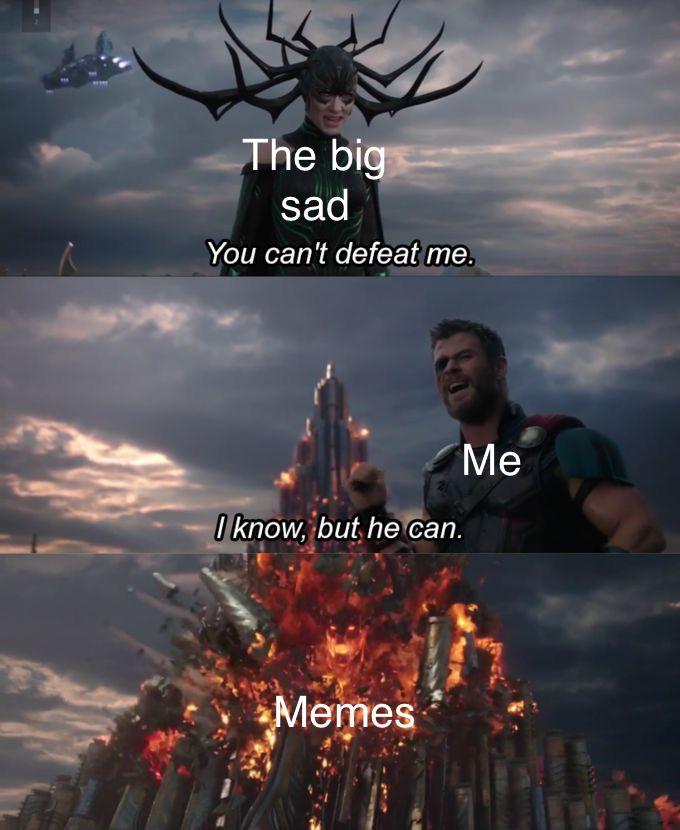 The big
sad
You can't defeat me.
Me
I know, but he can.
Memes